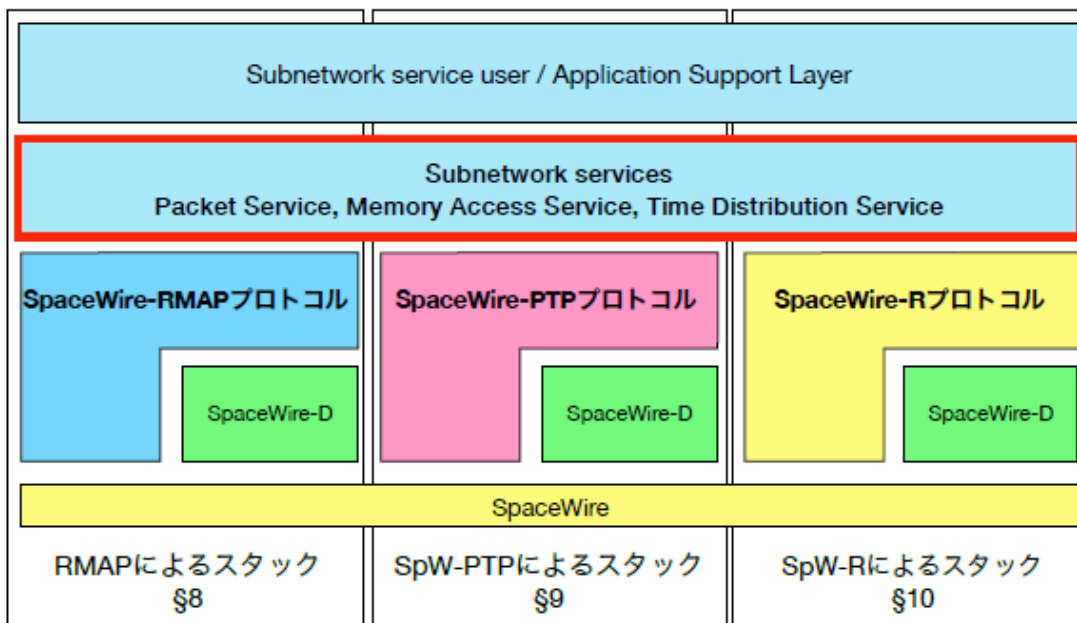 Subnetwork service user / Application Support Layer
Subnetwork services
Packet Service, Memory Access Service, Time Distribution Service
SpaceWire-RMAPプロトコル
SpaceWire-PTPプロトコル
SpaceWire-Rプロトコル
SpaceWire-D
SpaceWire-D
SpaceWire-D
SpaceWire
RMAPによるスタック
§8
SpW-PTPによるスタック
§9
SpW-Rによるスタック
§10